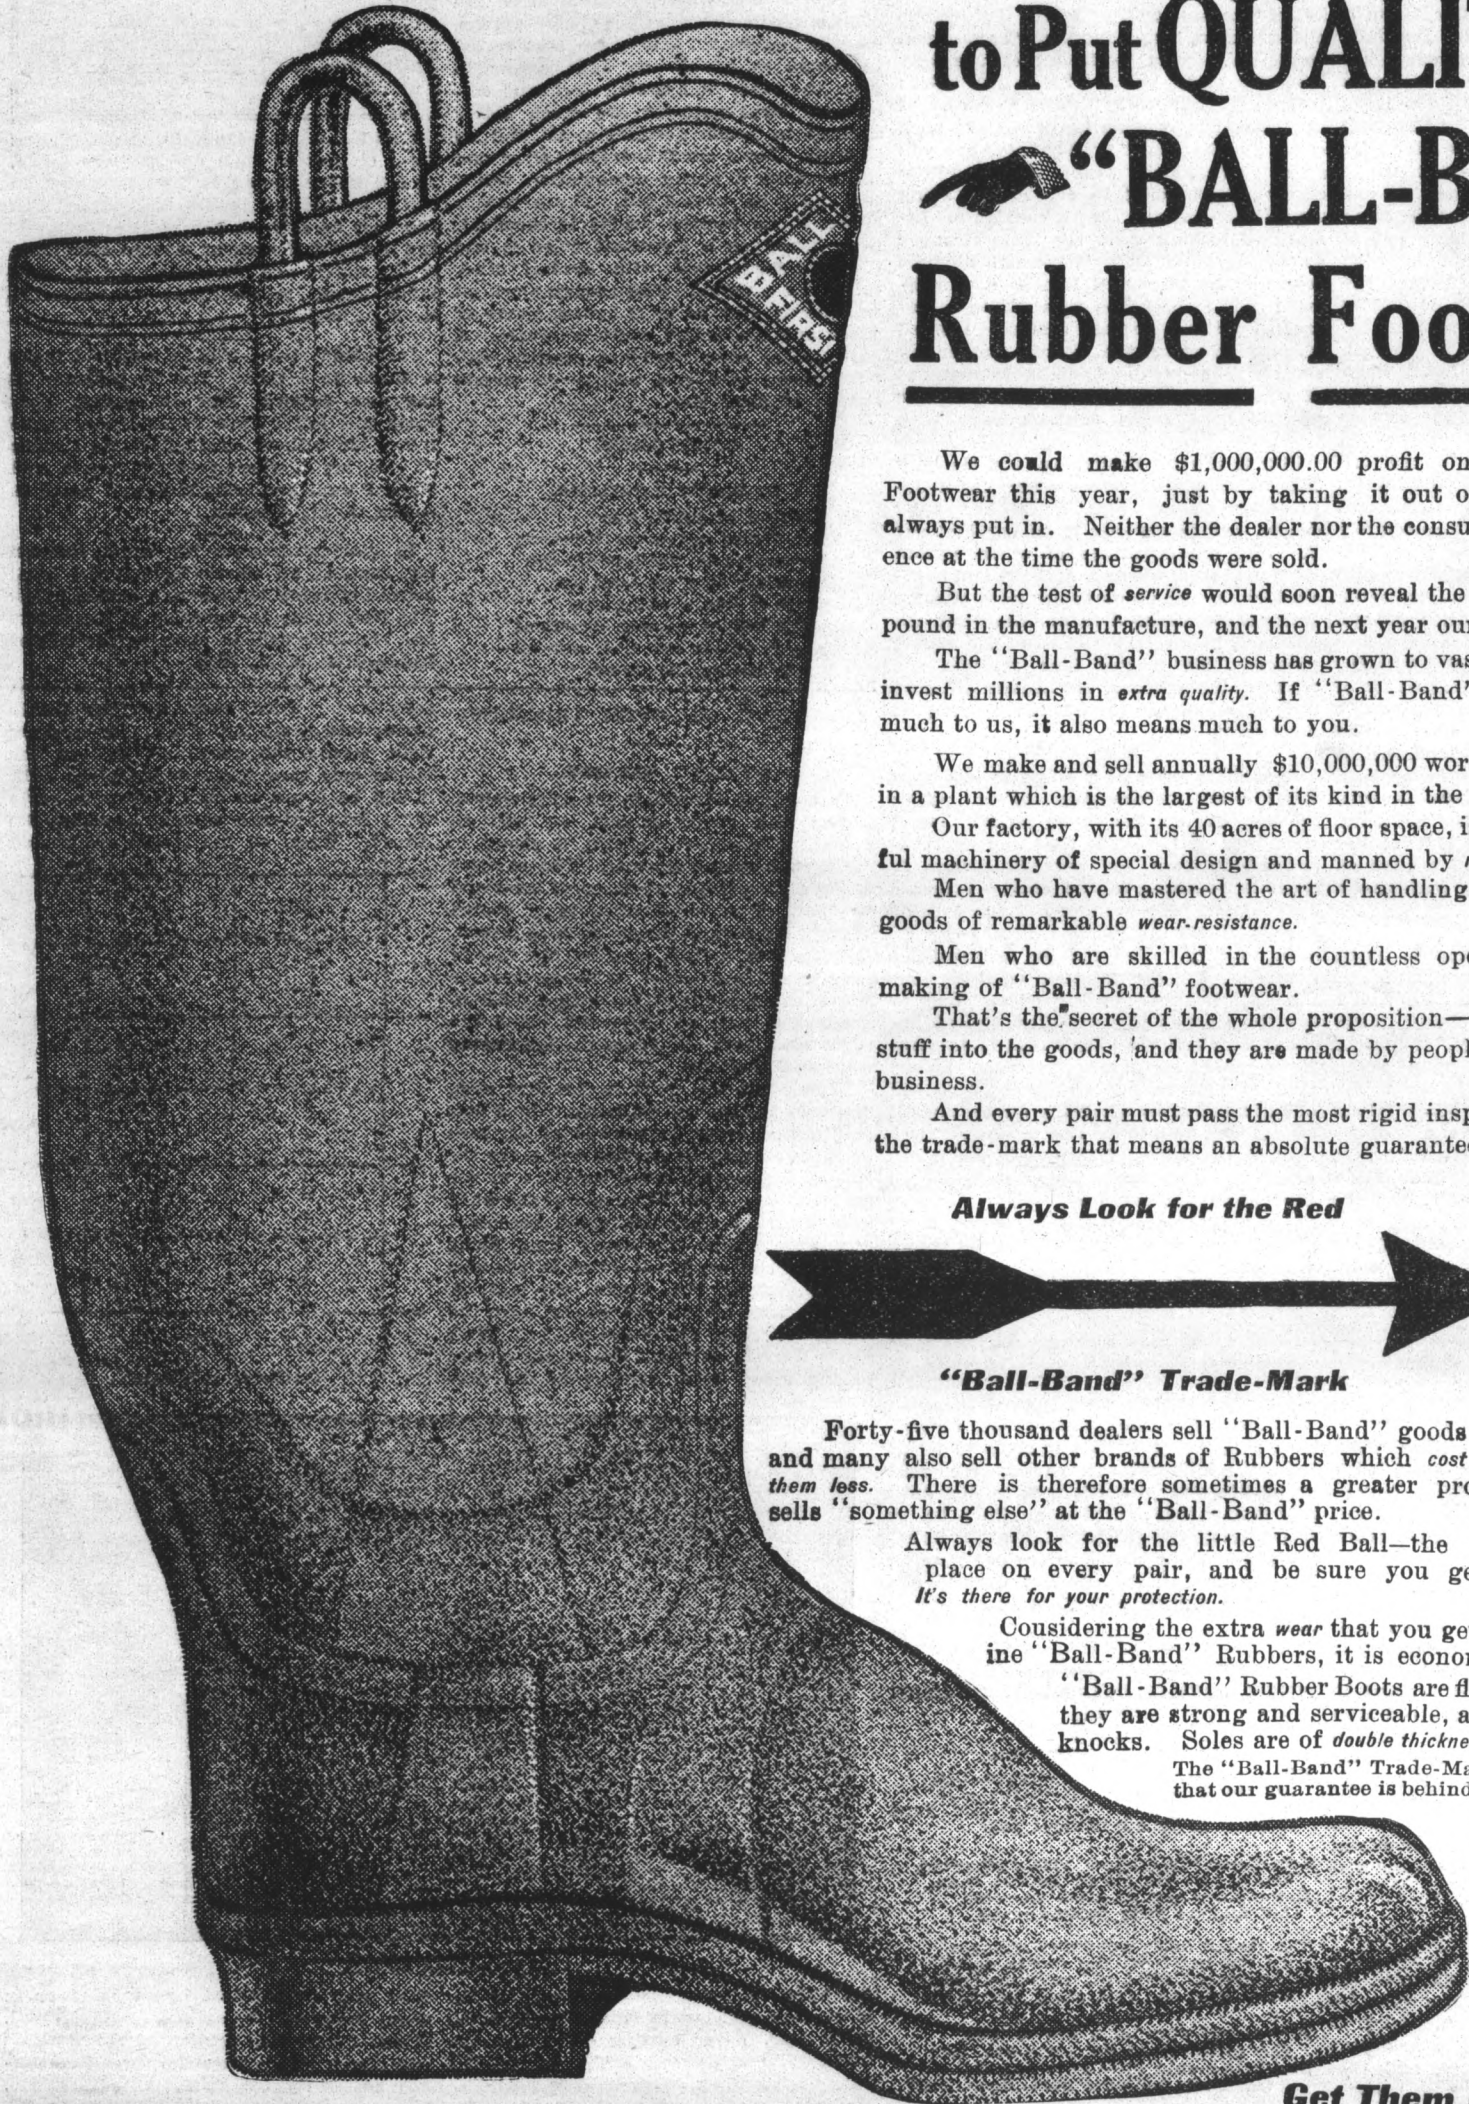 to Put QUALI
"BALL-B
Rubber Foo
BALL
FIRS
We could make $1,000,000.00 profit on
Footwear this year, just by taking it out o
always put in. Neither the dealer nor the consu
ence at the time the goods were sold.
But the test of service would soon reveal the
pound in the manufacture, and the next year our
The "Ball-Band" business has grown to vas
invest millions in extra quality. If "Ball-Band"
much to us, it also means much to you.
We make and sell annually $10,000,000 wor
in a plant which is the largest of its kind in the
Our factory, with its 40 acres of floor space, i
ful machinery of special design and manned by
Men who have mastered the art of handling
goods of remarkable wear-resistance.
Men who are skilled in the countless ope
making of "Ball-Band" footwear.
That's the secret of the whole proposition—
stuff into the goods, and they are made by peopl
business.
And every pair must pass the most rigid insp
the trade-mark that means an absolute guarantee
Always Look for the Red
"Ball-Band" Trade-Mark
Forty-five thousand dealers sell "Ball-Band" goods
and many also sell other brands of Rubbers which cost
them less. There is therefore sometimes a greater pro
sells "something else" at the "Ball-Band" price.
Always look for the little Red Ball—the
place on every pair, and be sure you ge
It's there for your protection.
Considering the extra wear that you ge
ine "Ball-Band" Rubbers, it is econo
"Ball-Band" Rubber Boots are fl
they are strong and serviceable, a
knocks. Soles are of double thickne
The "Ball-Band" Trade-Ma
that our guarantee is behind
Get Them